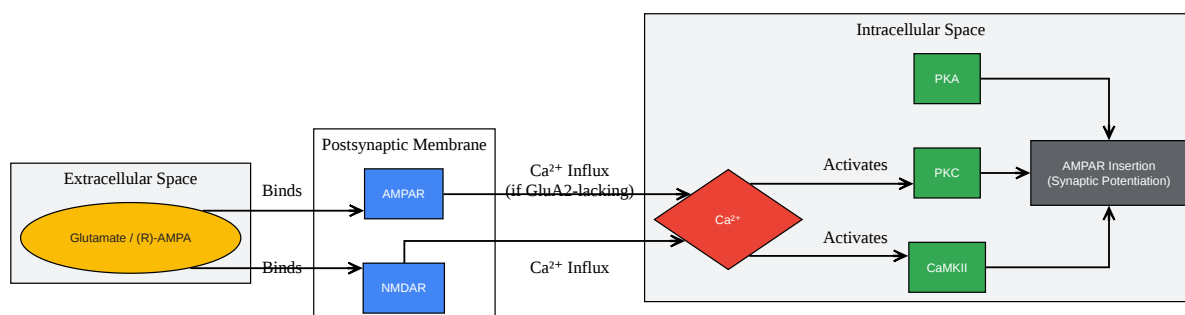 Extracellular Space
Glutamate / (R)-AMPA
Binds
Binds
Postsynaptic Membrane
AMPAR
NMDAR
Ca²⁺ Influx
(if GluA2-lacking)
Ca²⁺ Influx
Intracellular Space
Ca²⁺
Activates
Activates
PKA
PKC
CaMKII
AMPAR Insertion
(Synaptic Potentiation)